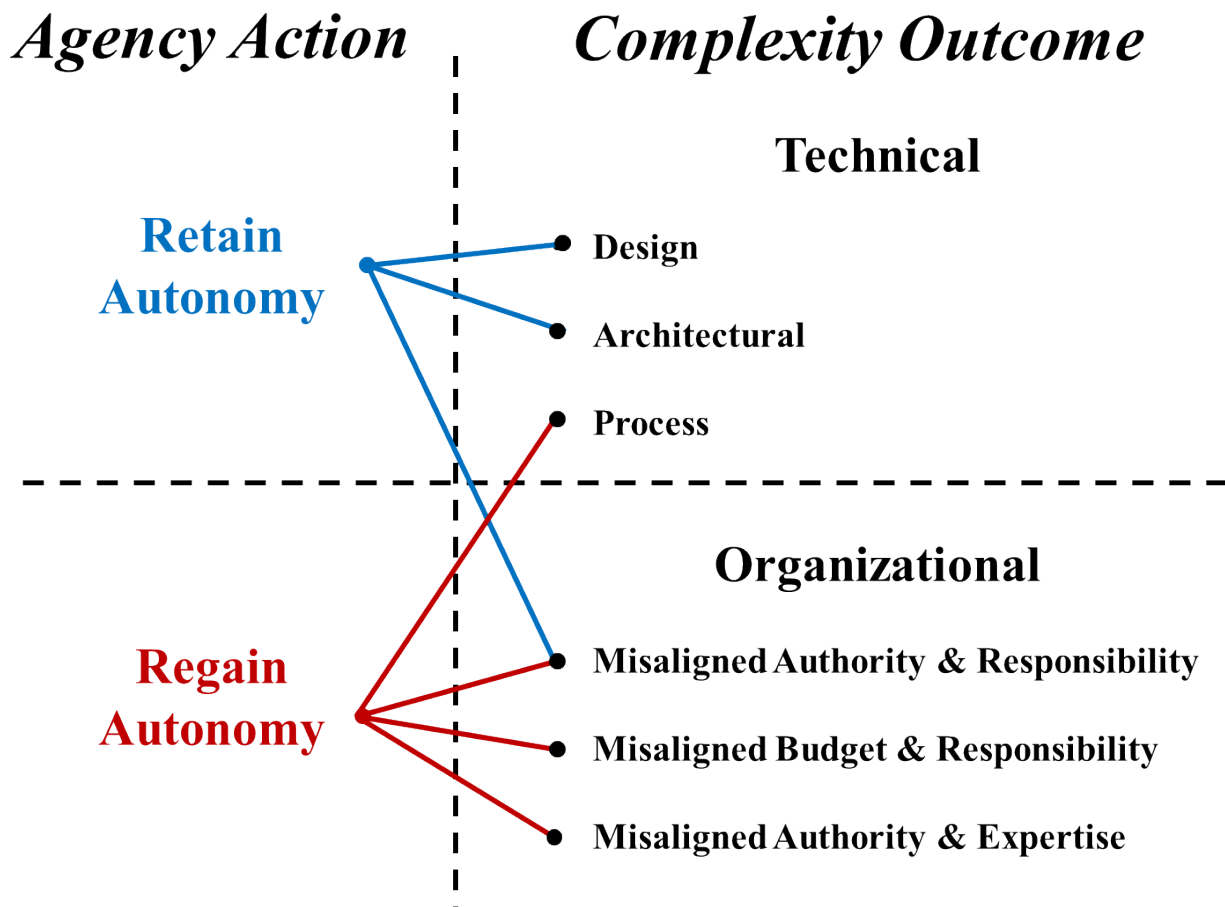 Agency Action
Complexity Outcome
Technical
Retain
Autonomy
Design
Architectural
Process
Organizational
Regain
Autonomy
Misaligned Authority & Responsibility
Misaligned Budget & Responsibility
Misaligned Authority & Expertise